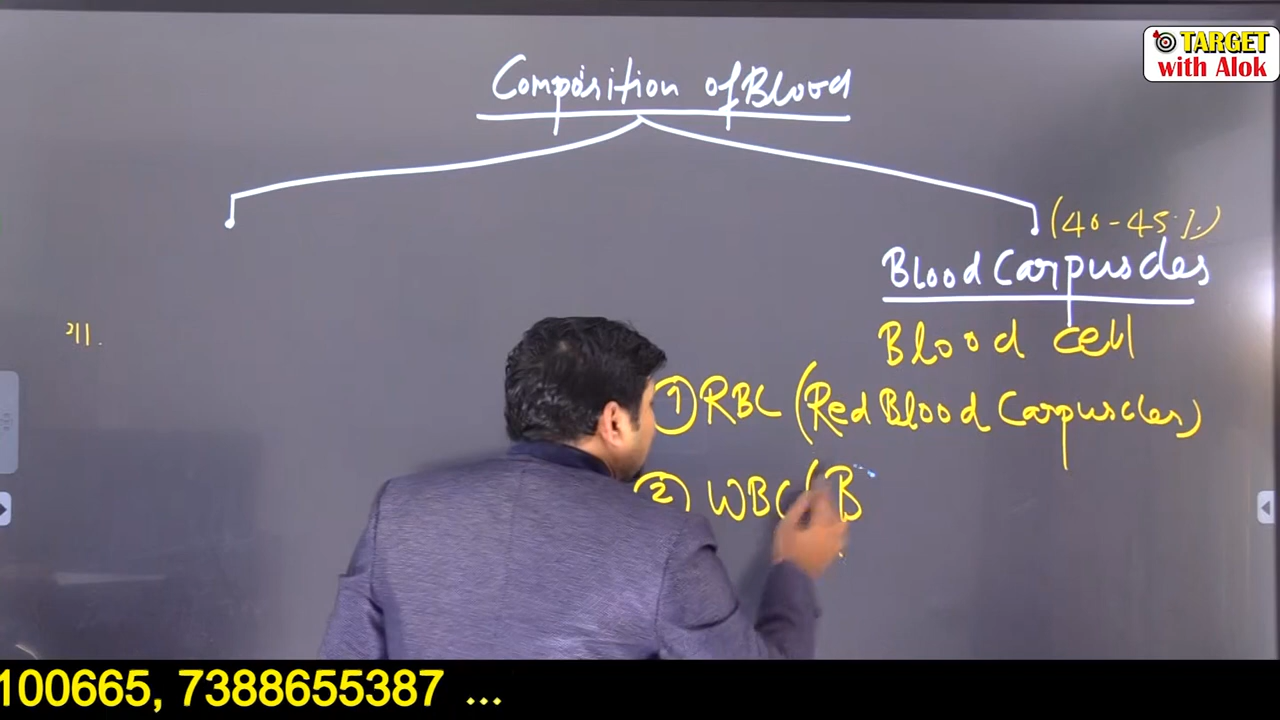 TARGET
with Alok
Composition of Blood
(40-45%)
Blood Corpuscles
Blood cell
① RBC (Red Blood Corpuscles)
② WBC ( B
100665, 7388655387 ...